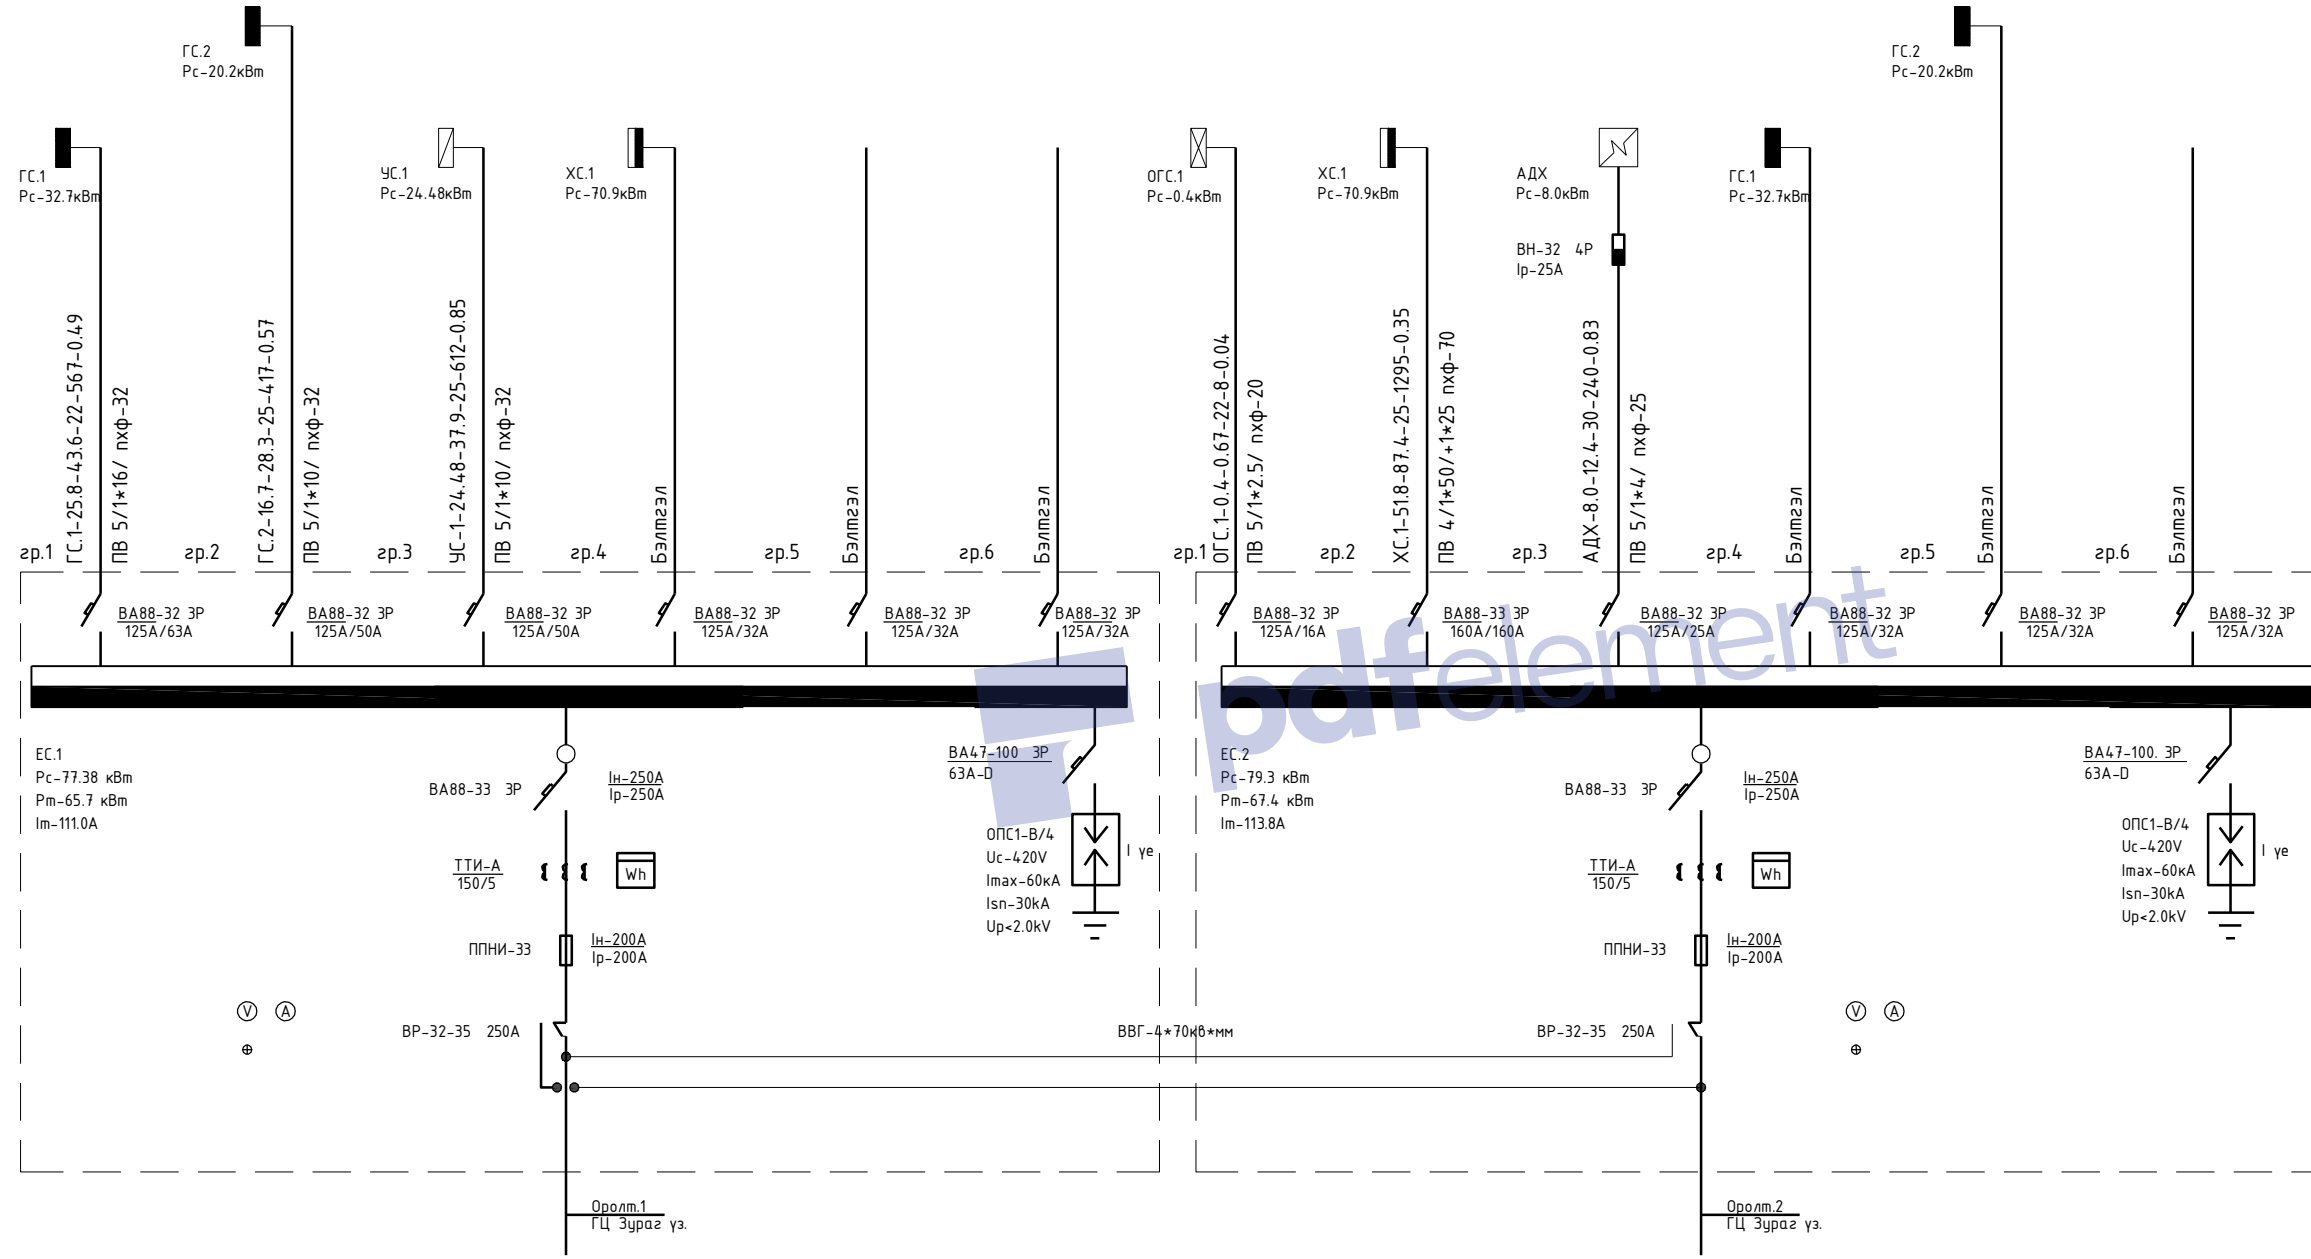 ГС.2
Рс-20.2кВт
ГС.2
Рс-20.2кВт
ГС.1
Рс-32.7кВт
УС.1
Рс-24.48кВт
ХС.1
Рс-70.9кВт
ОГС.1
Рс-0.4кВт
ХС.1
Рс-70.9кВт
АДХ
Рс-8.0кВт
ГС.1
Рс-32.7кВт
ВН-32 4Р
Iр-25А
ГС.1-25.8-43.6-22-567-0.49
ПВ 5/1*16/ пхф-32
ГС.2-16.7-28.3-25-417-0.57
ПВ 5/1*10/ пхф-32
УС-1-24.48-37.9-25-612-0.85
ПВ 5/1*10/ пхф-32
Бэлтгэл
Бэлтгэл
Бэлтгэл
ОГС.1-0.4-0.67-22-8-0.04
ПВ 5/1*2.5/ пхф-20
ХС.1-51.8-87.4-25-1295-0.35
ПВ 4/1*50/+1*25 пхф-70
АДХ-8.0-12.4-30-240-0.83
ПВ 5/1*4/ пхф-25
Бэлтгэл
Бэлтгэл
Бэлтгэл
гр.1 гр.2 гр.3 гр.4 гр.5 гр.6
гр.1 гр.2 гр.3 гр.4 гр.5 гр.6
ВА88-32 3Р
125А/63А
ВА88-32 3Р
125А/50А
ВА88-32 3Р
125А/50А
ВА88-32 3Р
125А/32А
ВА88-32 3Р
125А/32А
ВА88-32 3Р
125А/32А
ВА88-32 3Р
125А/16А
ВА88-33 3Р
160А/160А
ВА88-32 3Р
125А/25А
ВА88-32 3Р
125А/32А
ВА88-32 3Р
125А/32А
ВА88-32 3Р
125А/32А
pdfelement
ЕС.1
Рс-77.38 кВт
Рт-65.7 кВт
Iт-111.0А
ВА88-33 3Р
Iн-250А
Iр-250А
ТТИ-А
150/5
Wh
ППНИ-33
Iн-200А
Iр-200А
V A
ВР-32-35 250А
ВА47-100 3Р
63А-D
ОПС1-В/4
Uc-420V
Imax-60кА
Isn-30kA
Up<2.0kV
I үе
ВВГ-4*70кв*мм
ЕС.2
Рс-79.3 кВт
Рт-67.4 кВт
Iт-113.8А
ВА88-33 3Р
Iн-250А
Iр-250А
ТТИ-А
150/5
Wh
ППНИ-33
Iн-200А
Iр-200А
ВР-32-35 250А
V A
ВА47-100. 3Р
63А-D
ОПС1-В/4
Uc-420V
Imax-60кА
Isn-30kA
Up<2.0kV
I үе
Оролт.1
ГЦ Зураг үз.
Оролт.2
ГЦ Зураг үз.